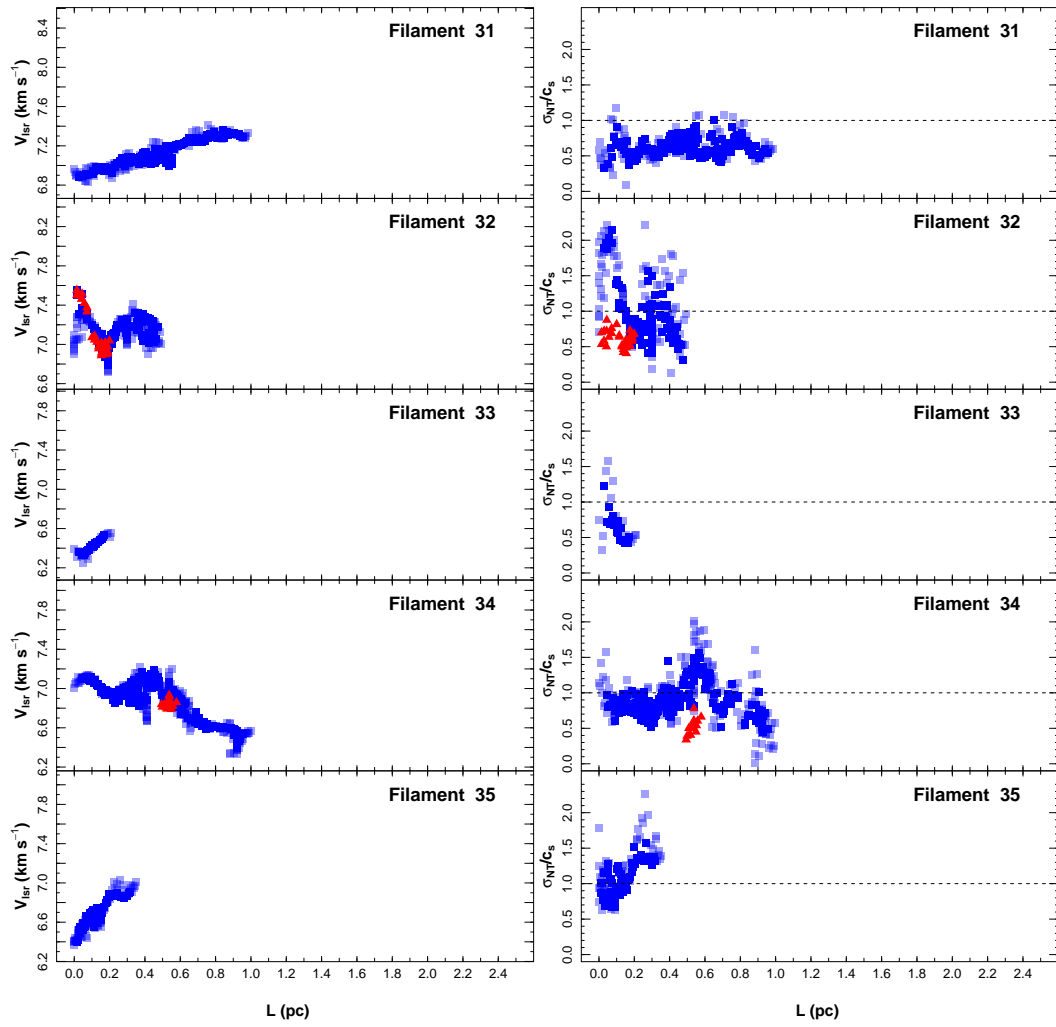 Filament 31
V_lsr (km s⁻¹)
6.8 7.2 7.6 8.0 8.4
Filament 31
σ_NT/c_s
0.0 0.5 1.0 1.5 2.0
Filament 32
V_lsr (km s⁻¹)
6.6 7.0 7.4 7.8 8.2
Filament 32
σ_NT/c_s
0.0 0.5 1.0 1.5 2.0
Filament 33
V_lsr (km s⁻¹)
6.2 6.6 7.0 7.4 7.8
Filament 33
σ_NT/c_s
0.0 0.5 1.0 1.5 2.0
Filament 34
V_lsr (km s⁻¹)
6.2 6.6 7.0 7.4 7.8
Filament 34
σ_NT/c_s
0.0 0.5 1.0 1.5 2.0
Filament 35
V_lsr (km s⁻¹)
6.2 6.6 7.0 7.4 7.8
Filament 35
σ_NT/c_s
0.0 0.5 1.0 1.5 2.0
0.0 0.2 0.4 0.6 0.8 1.0 1.2 1.4 1.6 1.8 2.0 2.2 2.4
L (pc)
0.0 0.2 0.4 0.6 0.8 1.0 1.2 1.4 1.6 1.8 2.0 2.2 2.4
L (pc)